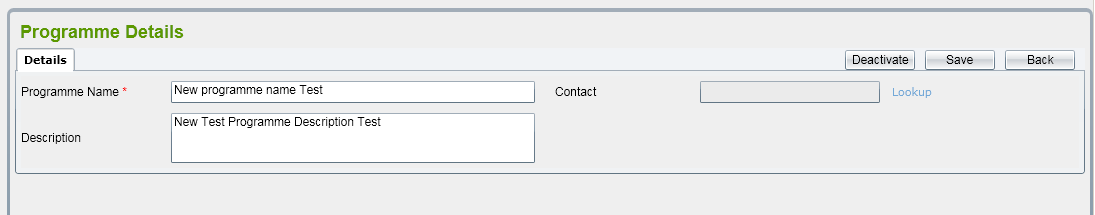 Programme Details
Details
Deactivate Save Back
Programme Name * New programme name Test Contact Lookup
Description New Test Programme Description Test